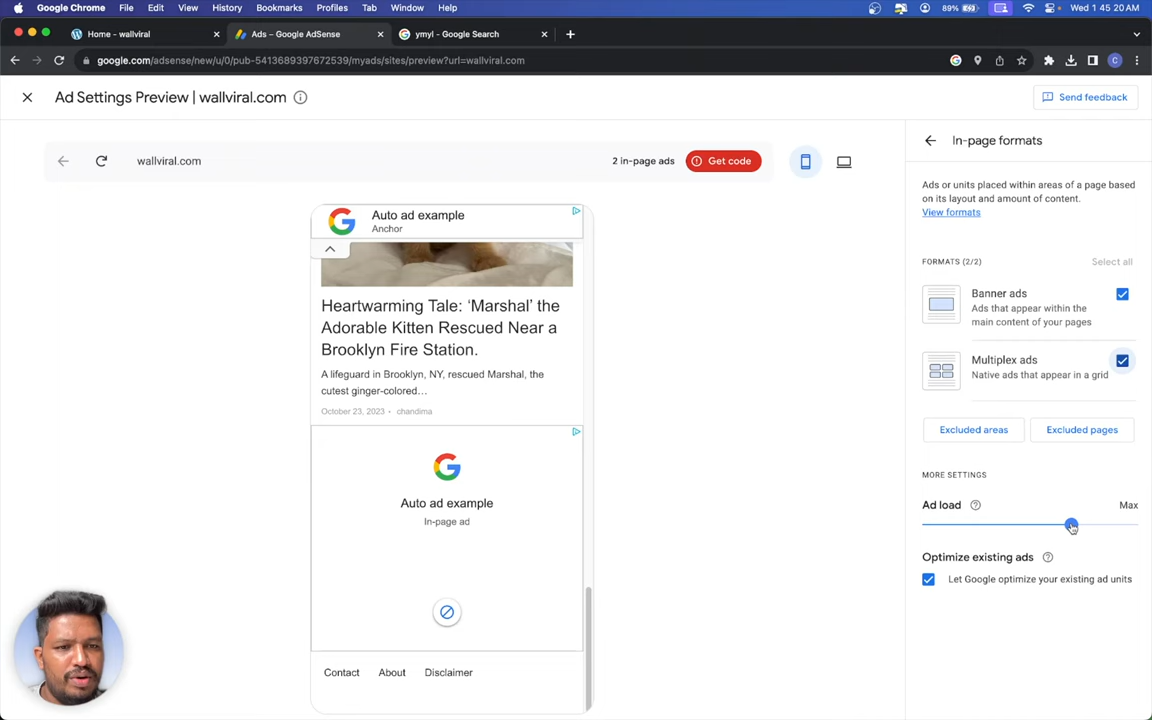 Google Chrome File Edit View History Bookmarks Profiles Tab Window Help 89% Wed 1 45 20 AM
Home - wallviral Ads – Google AdSense ymyl - Google Search
google.com/adsense/new/u/0/pub-5413689397672539/myads/sites/preview?url=wallviral.com
C
Ad Settings Preview | wallviral.com
Send feedback
wallviral.com
2 in-page ads
Get code
In-page formats
Ads or units placed within areas of a page based
on its layout and amount of content.
View formats
Auto ad example
Anchor
Heartwarming Tale: ‘Marshal’ the
Adorable Kitten Rescued Near a
Brooklyn Fire Station.
A lifeguard in Brooklyn, NY, rescued Marshal, the
cutest ginger-colored…
October 23, 2023 • chandima
Auto ad example
In-page ad
Contact About Disclaimer
FORMATS (2/2) Select all
Banner ads
Ads that appear within the
main content of your pages
Multiplex ads
Native ads that appear in a grid
Excluded areas Excluded pages
MORE SETTINGS
Ad load Max
Optimize existing ads
Let Google optimize your existing ad units